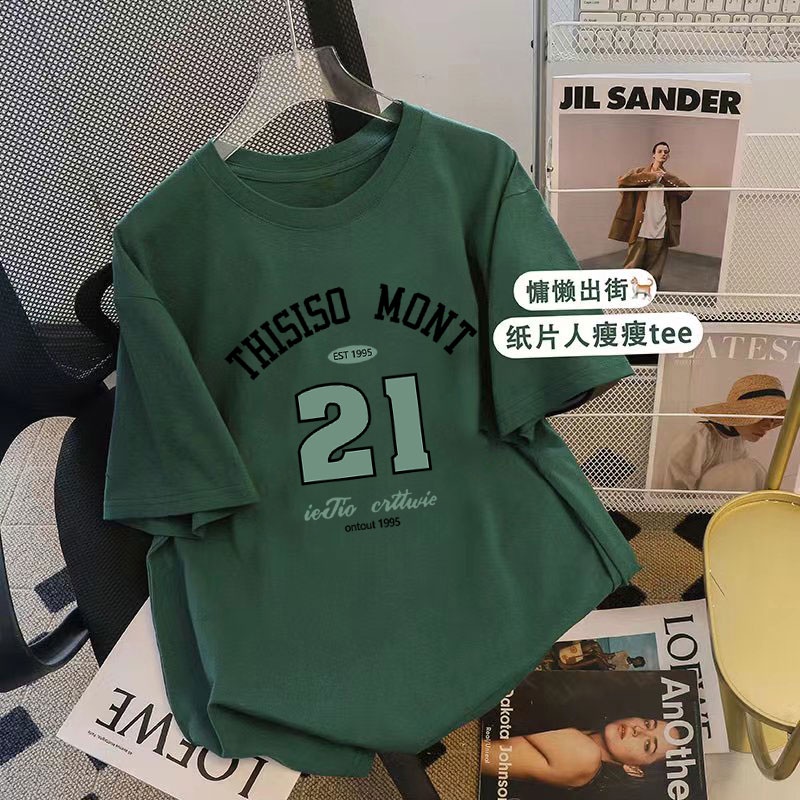 JIL SANDER
慵懒出街
纸片人瘦瘦tee
LATEST
THISISO MONT
EST 1995
21
ieTio crttwie
ontout 1995
LOEWE
LOEWE
AnOthe
Dakota Johnson